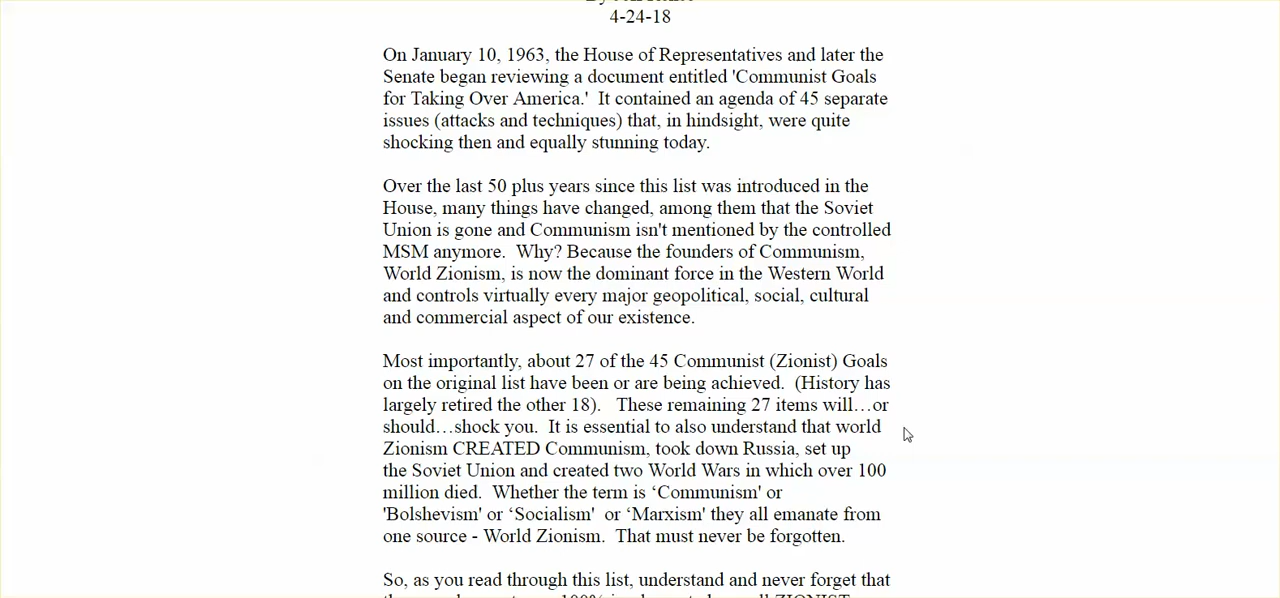 4-24-18
On January 10, 1963, the House of Representatives and later the
Senate began reviewing a document entitled 'Communist Goals
for Taking Over America.'  It contained an agenda of 45 separate
issues (attacks and techniques) that, in hindsight, were quite
shocking then and equally stunning today.
Over the last 50 plus years since this list was introduced in the
House, many things have changed, among them that the Soviet
Union is gone and Communism isn't mentioned by the controlled
MSM anymore.  Why? Because the founders of Communism,
World Zionism, is now the dominant force in the Western World
and controls virtually every major geopolitical, social, cultural
and commercial aspect of our existence.
Most importantly, about 27 of the 45 Communist (Zionist) Goals
on the original list have been or are being achieved.  (History has
largely retired the other 18).   These remaining 27 items will…or
should…shock you.  It is essential to also understand that world
Zionism CREATED Communism, took down Russia, set up
the Soviet Union and created two World Wars in which over 100
million died.  Whether the term is ‘Communism' or
'Bolshevism' or ‘Socialism'  or ‘Marxism' they all emanate from
one source - World Zionism.  That must never be forgotten.
So, as you read through this list, understand and never forget that